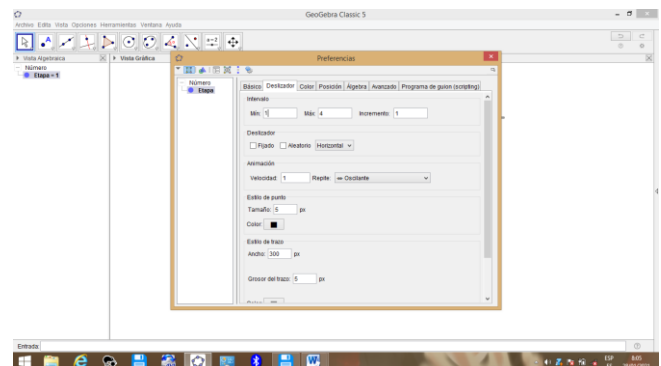 GeoGebra Classic 5
Archivo Edita Vista Opciones Herramientas Ventana Ayuda
A
a=2
Vista Algebraica
Vista Gráfica
Número
Etapa = 1
Preferencias
Número
Etapa
Básico Deslizador Color Posición Álgebra Avanzado Programa de guion (scripting)
Intervalo
Mín: 1 Máx: 4 Incremento: 1
Deslizador
Fijado Aleatorio Horizontal
Animación
Velocidad: 1 Repite: Oscilante
Estilo de punto
Tamaño: 5 px
Color:
Estilo de trazo
Ancho: 300 px
Grosor del trazo: 5 px
Entrada:
ESP 8:05